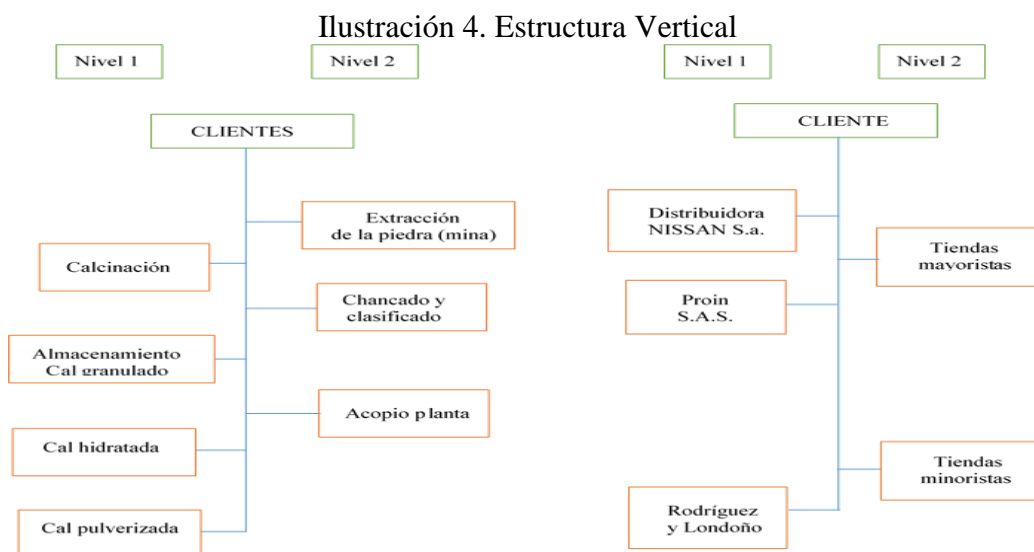 Ilustración 4. Estructura Vertical
Nivel 1
Nivel 2
CLIENTES
Extracción
de la piedra (mina)
Calcinación
Chancado y
clasificado
Almacenamiento
Cal granulado
Acopio planta
Cal hidratada
Cal pulverizada
Nivel 1
Nivel 2
CLIENTE
Distribuidora
NISSAN S.a.
Tiendas
mayoristas
Proin
S.A.S.
Tiendas
minoristas
Rodríguez
y Londoño